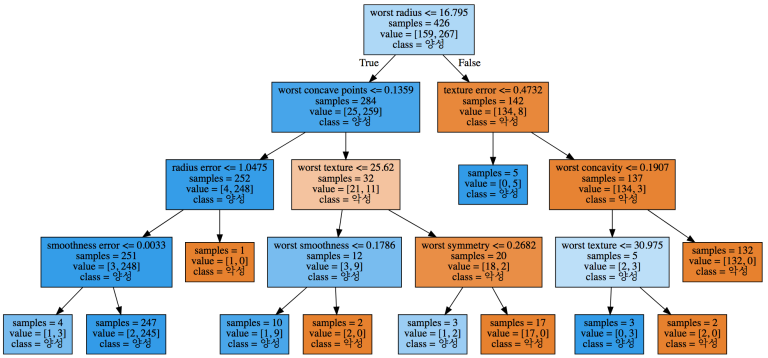 worst radius <= 16.795
samples = 426
value = [159, 267]
class = 양성
True
False
worst concave points <= 0.1359
samples = 284
value = [25, 259]
class = 양성
texture error <= 0.4732
samples = 142
value = [134, 8]
class = 악성
radius error <= 1.0475
samples = 252
value = [4, 248]
class = 양성
worst texture <= 25.62
samples = 32
value = [21, 11]
class = 악성
samples = 5
value = [0, 5]
class = 양성
worst concavity <= 0.1907
samples = 137
value = [134, 3]
class = 악성
smoothness error <= 0.0033
samples = 251
value = [3, 248]
class = 양성
samples = 1
value = [1, 0]
class = 악성
worst smoothness <= 0.1786
samples = 12
value = [3, 9]
class = 양성
worst symmetry <= 0.2682
samples = 20
value = [18, 2]
class = 악성
worst texture <= 30.975
samples = 5
value = [2, 3]
class = 양성
samples = 132
value = [132, 0]
class = 악성
samples = 4
value = [1, 3]
class = 양성
samples = 247
value = [2, 245]
class = 양성
samples = 10
value = [1, 9]
class = 양성
samples = 2
value = [2, 0]
class = 악성
samples = 3
value = [1, 2]
class = 양성
samples = 17
value = [17, 0]
class = 악성
samples = 3
value = [0, 3]
class = 양성
samples = 2
value = [2, 0]
class = 악성